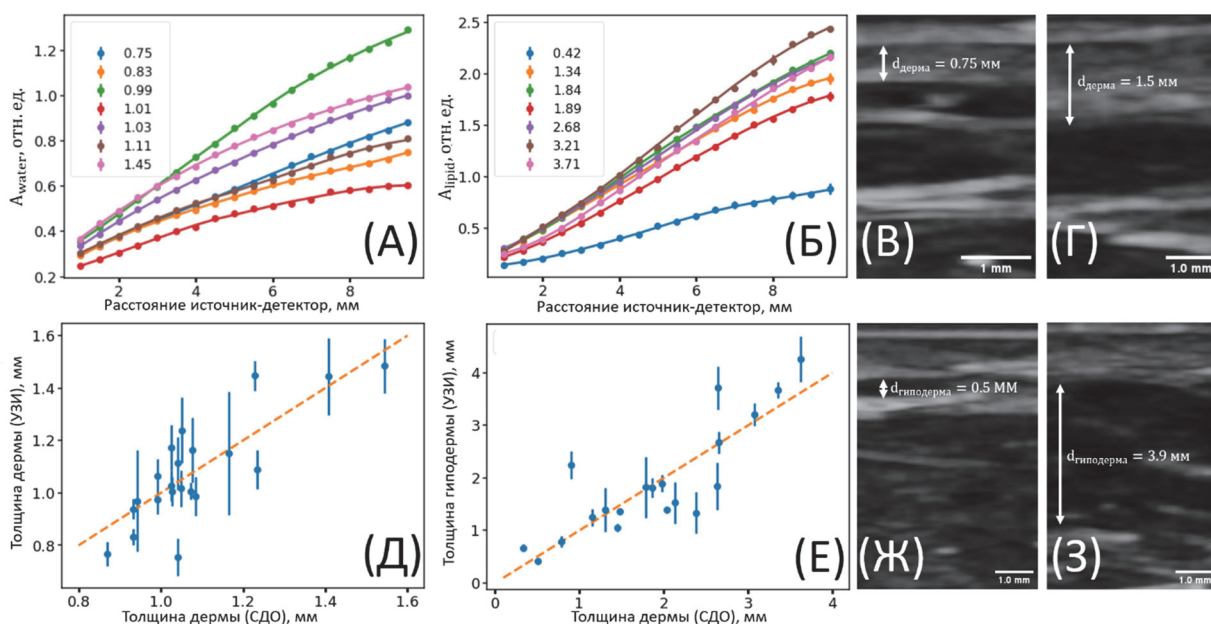 A_water, отн. ед.
1.2
1.0
0.8
0.6
0.4
0.2
0.75
0.83
0.99
1.01
1.03
1.11
1.45
(А)
2
4
6
8
Расстояние источник-детектор, мм
A_lipid, отн. ед.
2.5
2.0
1.5
1.0
0.5
0.42
1.34
1.84
1.89
2.68
3.21
3.71
(Б)
2
4
6
8
Расстояние источник-детектор, мм
d_дерма = 0.75 мм
(В)
1 mm
d_дерма = 1.5 мм
(Г)
1.0 mm
Толщина дермы (УЗИ), мм
1.6
1.4
1.2
1.0
0.8
(Д)
0.8
1.0
1.2
1.4
1.6
Толщина дермы (СДО), мм
Толщина гиподермы (УЗИ), мм
4
3
2
1
0
(Е)
0
1
2
3
4
Толщина дермы (СДО), мм
d_гиподерма = 0.5 ММ
(Ж)
1.0 mm
d_гиподерма = 3.9 мм
(З)
1.0 mm